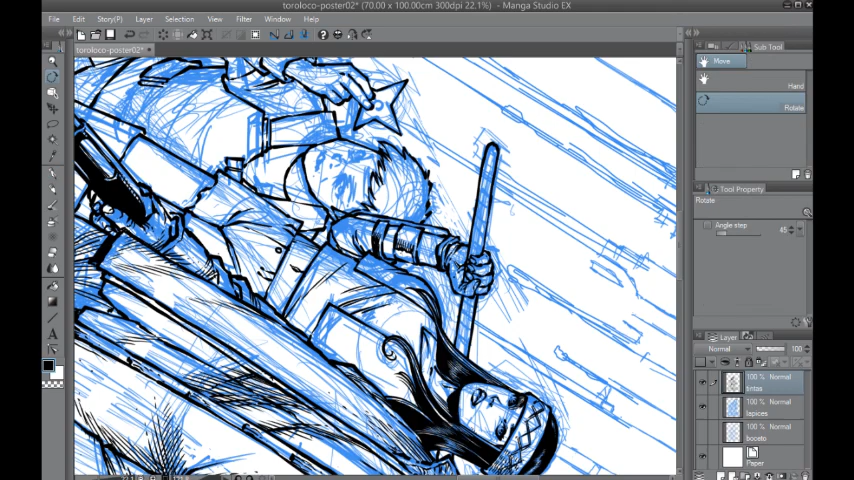 toroloco-poster02* (70.00 x 100.00cm 300dpi 22.1%) - Manga Studio EX
File Edit Story(P) Layer Selection View Filter Window Help
toroloco-poster02*
Sub Tool
Move
Hand
Rotate
Tool Property
Rotate
Angle step 45
Layer
Normal 100
100 % Normal
tintas
100 % Normal
lapices
100 % Normal
boceto
Paper